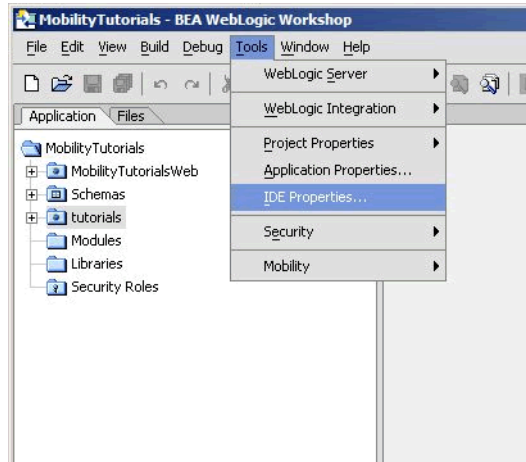 MobilityTutorials - BEA WebLogic Workshop
File Edit View Build Debug Tools Window Help
WebLogic Server
WebLogic Integration
Project Properties
Application Properties...
IDE Properties...
Security
Mobility
Application Files
MobilityTutorials
MobilityTutorialsWeb
Schemas
tutorials
Modules
Libraries
Security Roles